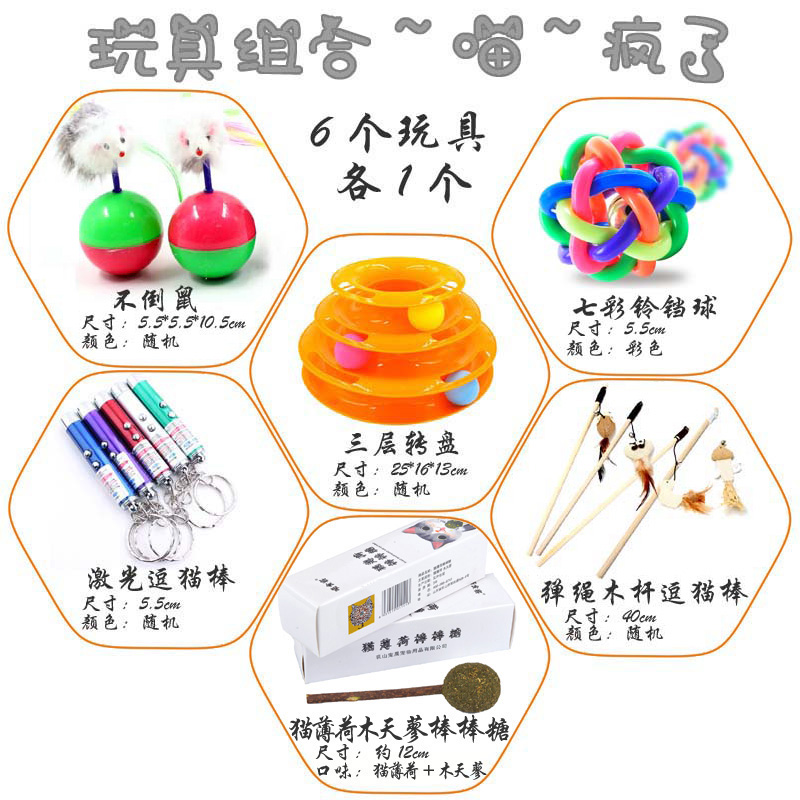 玩具组合~喵~疯了
6个玩具
各1个
不倒鼠
尺寸：5.5*5.5*10.5cm
颜色：随机
七彩铃铛球
尺寸：5.5cm
颜色：彩色
三层转盘
尺寸：25*16*13cm
颜色：随机
激光逗猫棒
尺寸：5.5cm
颜色：随机
弹绳木杆逗猫棒
尺寸：40cm
颜色：随机
猫薄荷棒棒糖
猫薄荷木天蓼棒棒糖
尺寸：约12cm
口味：猫薄荷+木天蓼